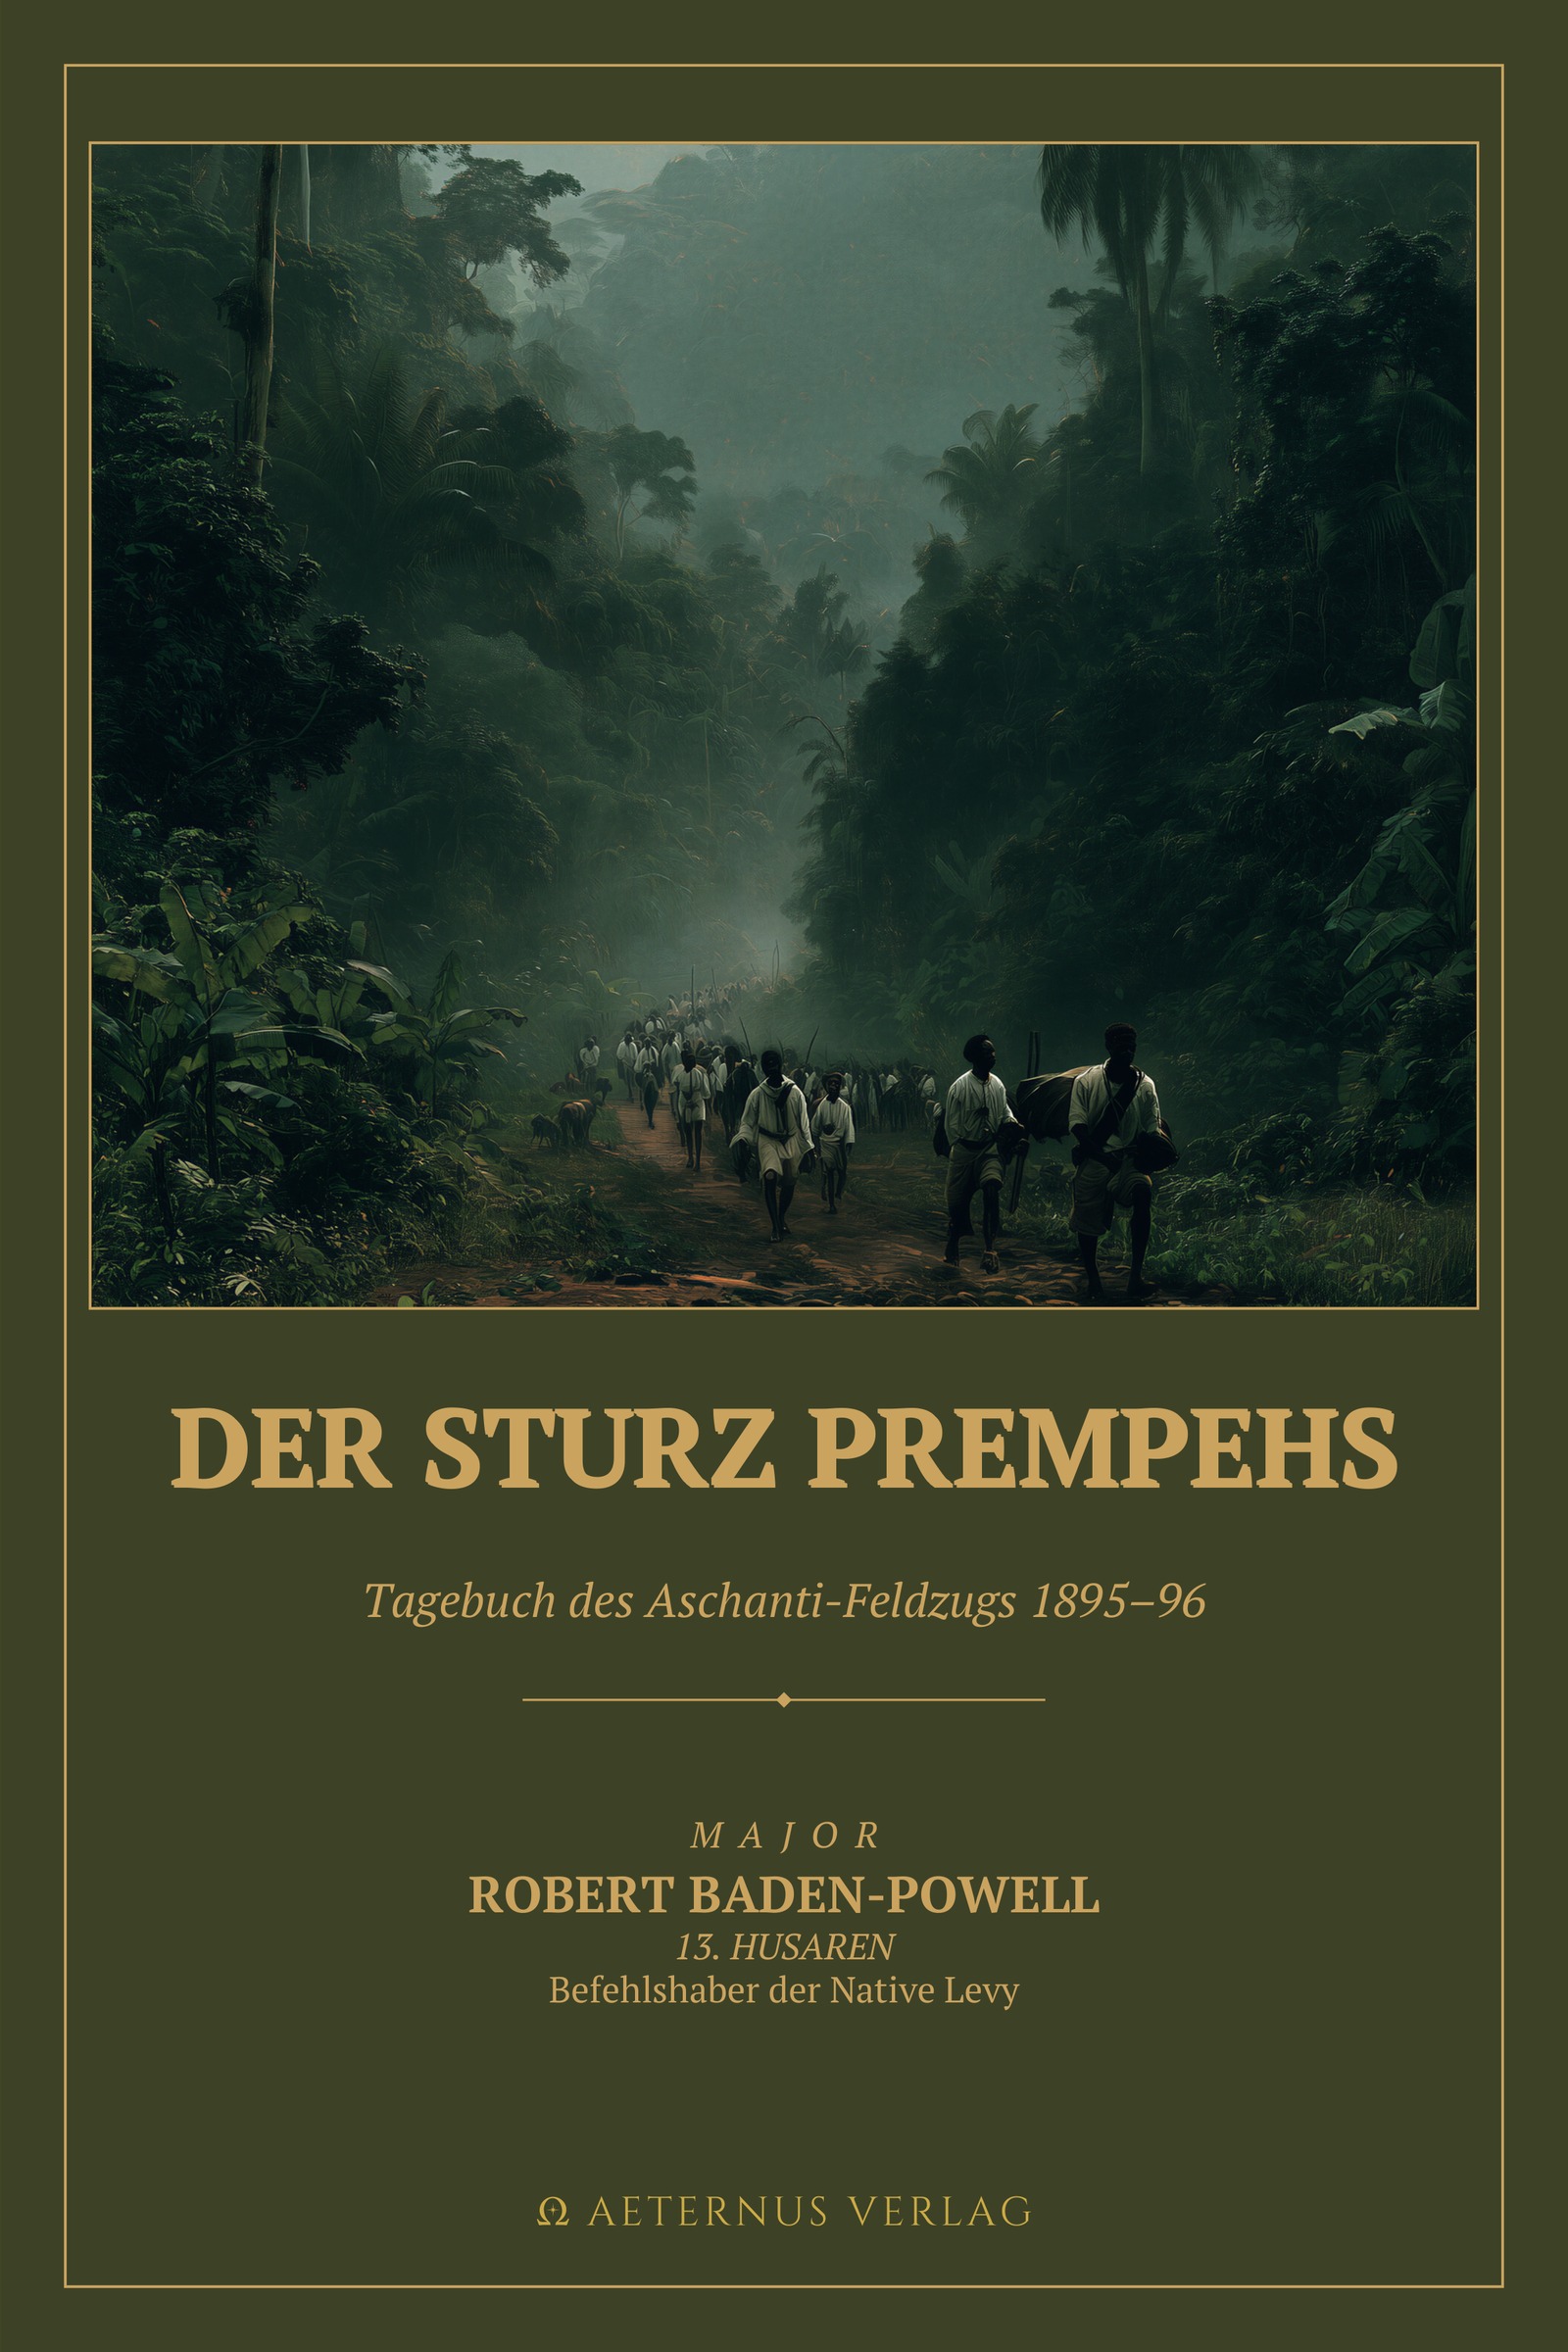 DER STURZ PREMPEHS
Tagebuch des Aschanti-Feldzugs 1895–96
MAJOR
ROBERT BADEN-POWELL
13. HUSAREN
Befehlshaber der Native Levy
Ω AETERNUS VERLAG